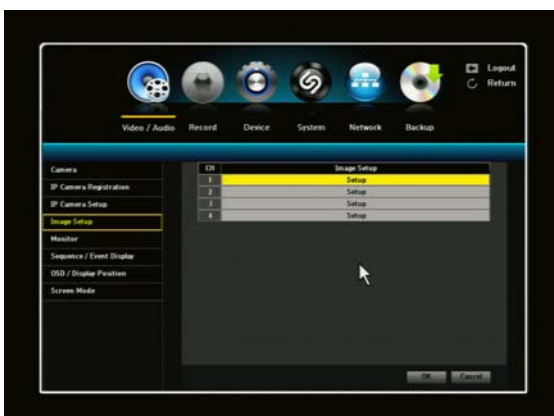 Logout
Return
Video / Audio Record Device System Network Backup
Camera
IP Camera Registration
IP Camera Setup
Image Setup
Monitor
Sequence / Event Display
OSD / Display Position
Screen Mode
CH Image Setup
1 Setup
2 Setup
3 Setup
4 Setup
OK Cancel